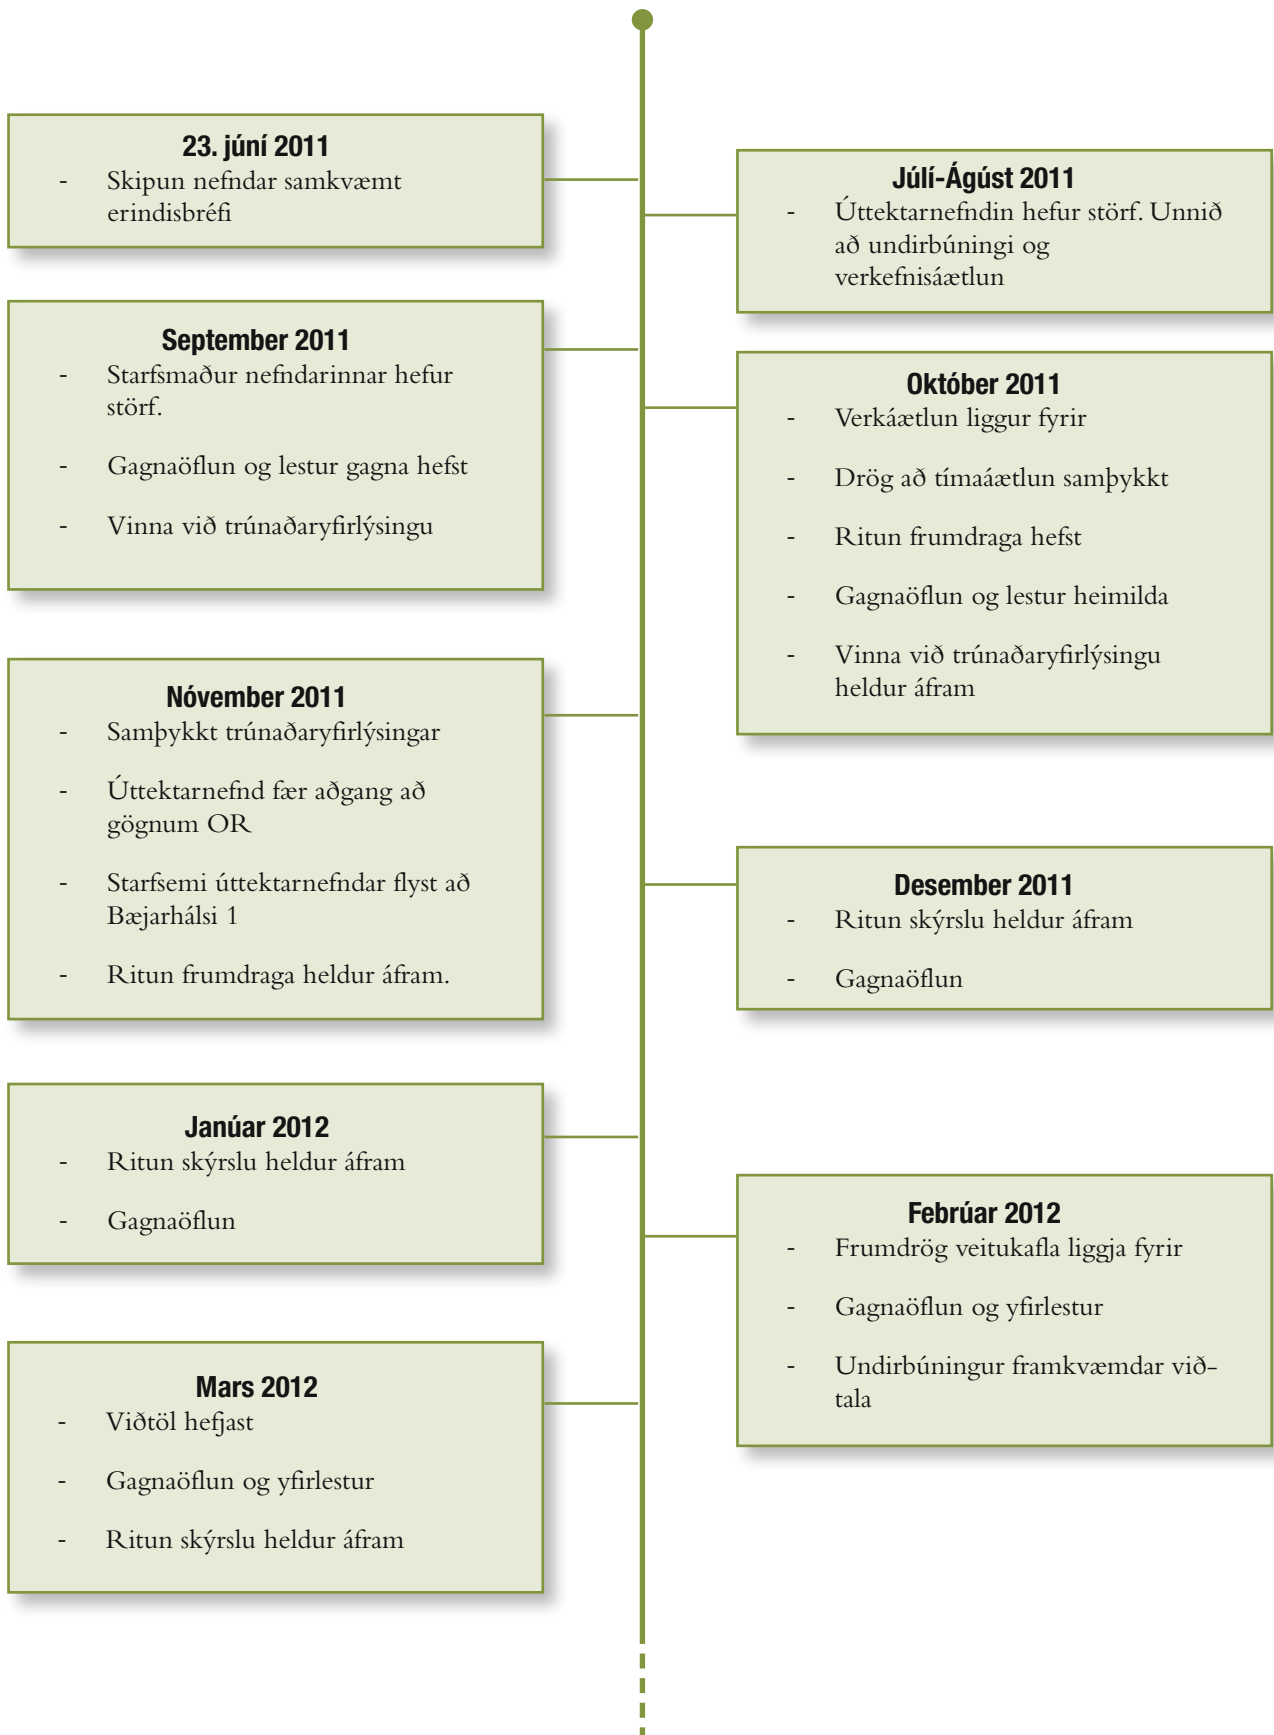 23. júní 2011
- Skipun nefndar samkvæmt
erindisbréfi
Júlí-Ágúst 2011
- Úttektarnefndin hefur störf. Unnið
að undirbúningi og
verkefnisáætlun
September 2011
- Starfsmaður nefndarinnar hefur
störf.
- Gagnaöflun og lestur gagna hefst
- Vinna við trúnaðaryfirlýsingu
Október 2011
- Verkáætlun liggur fyrir
- Drög að tímaáætlun samþykkt
- Ritun frumdraga hefst
- Gagnaöflun og lestur heimilda
- Vinna við trúnaðaryfirlýsingu
heldur áfram
Nóvember 2011
- Samþykkt trúnaðaryfirlýsingar
- Úttektarnefnd fær aðgang að
gögnum OR
- Starfsemi úttektarnefndar flyst að
Bæjarhálsi 1
- Ritun frumdraga heldur áfram.
Desember 2011
- Ritun skýrslu heldur áfram
- Gagnaöflun
Janúar 2012
- Ritun skýrslu heldur áfram
- Gagnaöflun
Febrúar 2012
- Frumdrög veitukafla liggja fyrir
- Gagnaöflun og yfirlestur
- Undirbúningur framkvæmdar við-
tala
Mars 2012
- Viðtöl hefjast
- Gagnaöflun og yfirlestur
- Ritun skýrslu heldur áfram